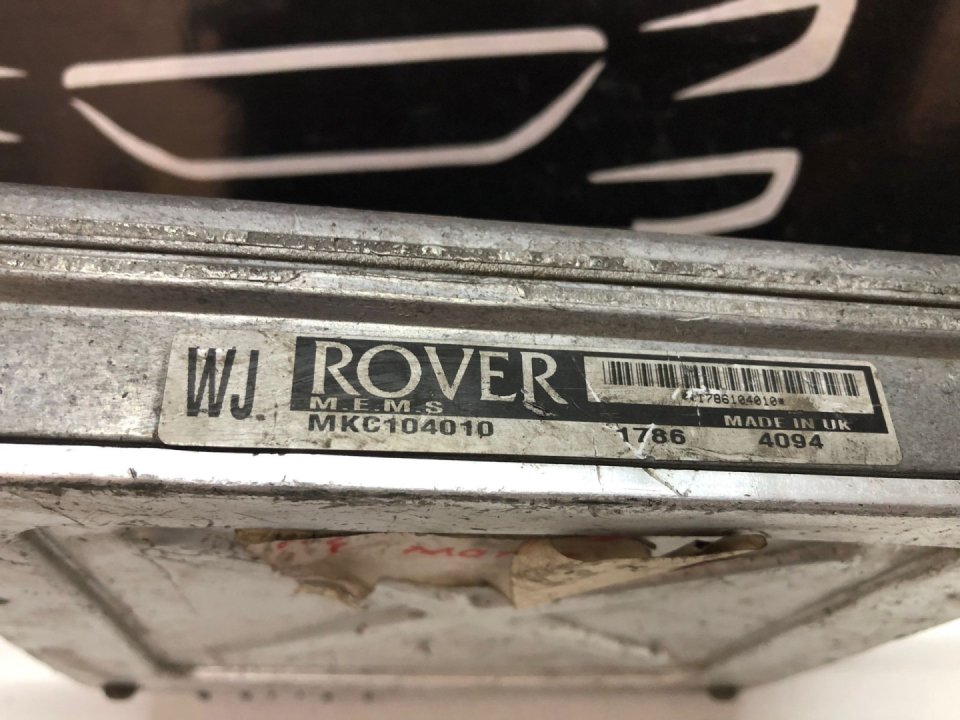 WJ.
ROVER
M.E.M.S
MKC104010
1786104010*
1786
MADE IN UK
4094